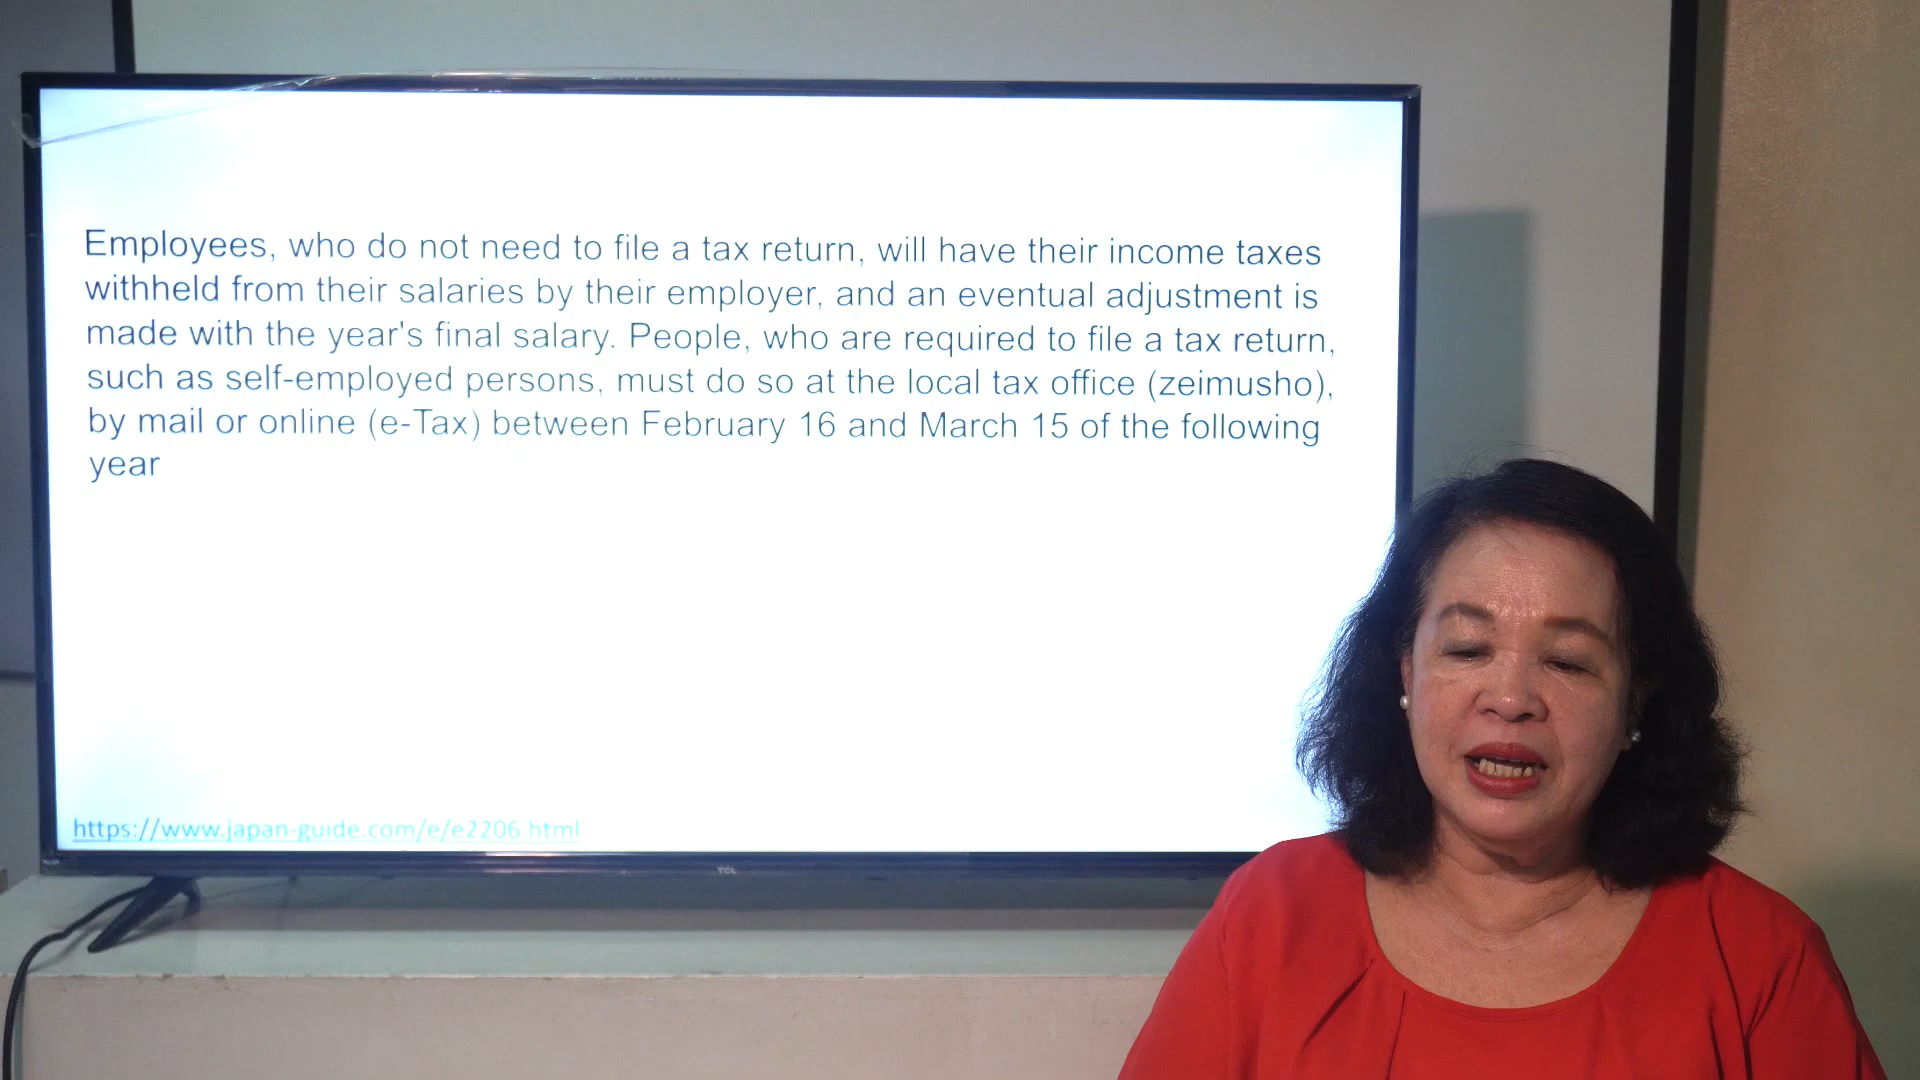 Employees, who do not need to file a tax return, will have their income taxes
withheld from their salaries by their employer, and an eventual adjustment is
made with the year's final salary. People, who are required to file a tax return,
such as self-employed persons, must do so at the local tax office (zeimusho),
by mail or online (e-Tax) between February 16 and March 15 of the following
year
https://www.japan-guide.com/e/e2206.html
TCL